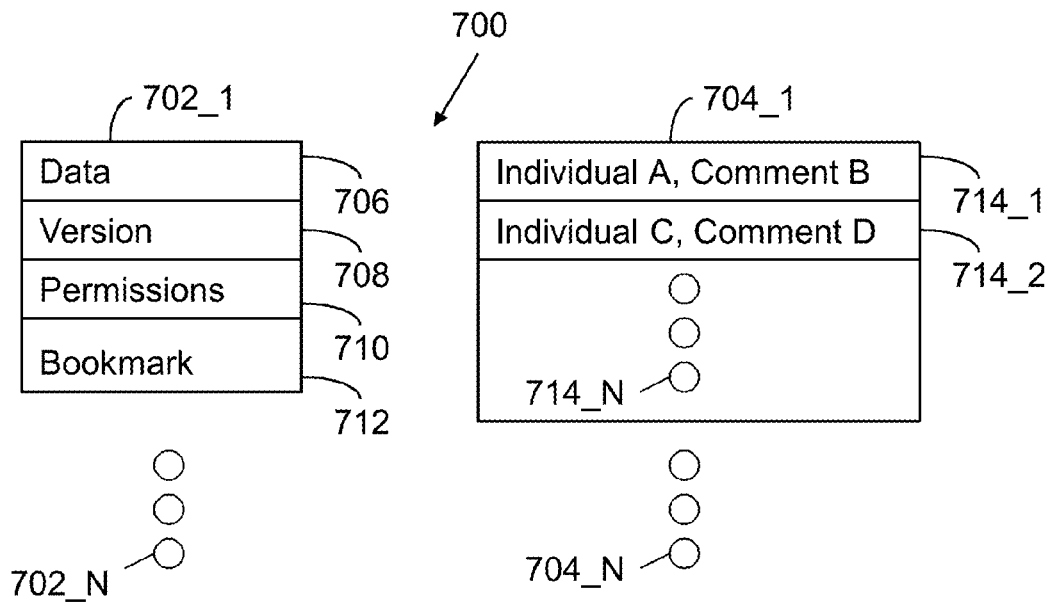 700
702_1
704_1
Data
706
Version
708
Permissions
710
Bookmark
712
702_N
Individual A, Comment B
714_1
Individual C, Comment D
714_2
714_N
704_N